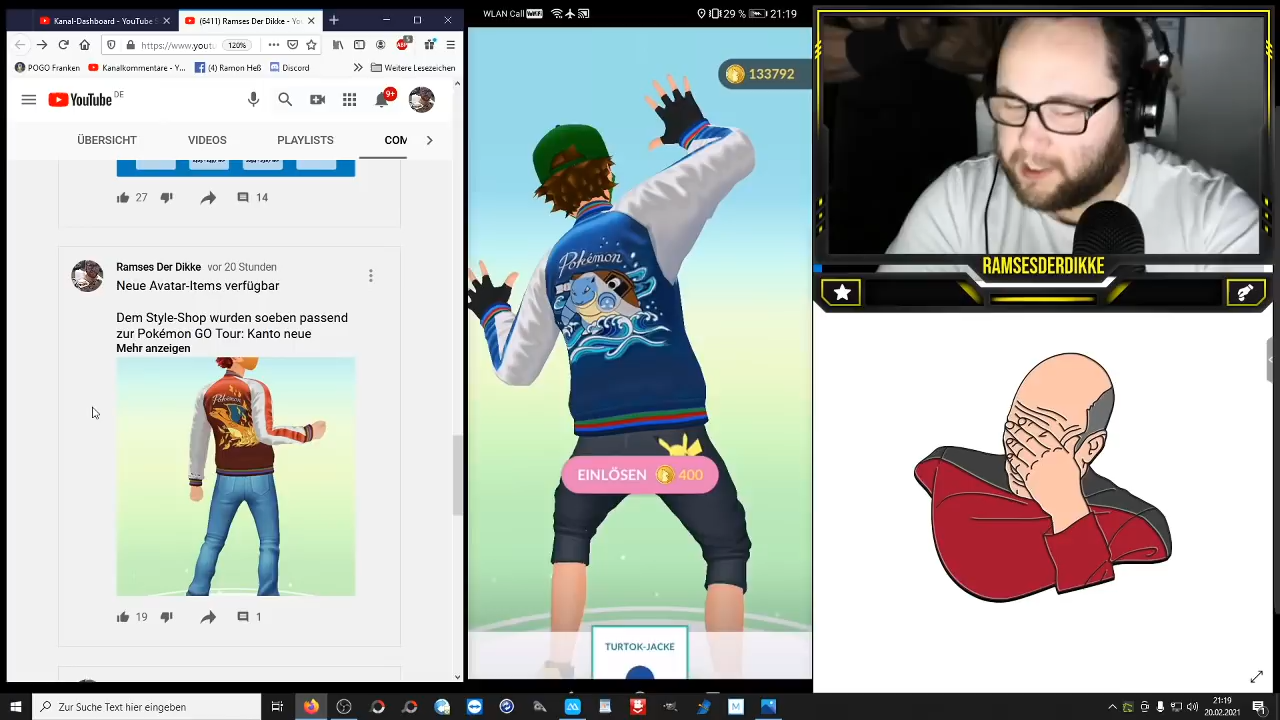 Kanal-Dashboard - YouTube S
(6411) Ramses Der Dikke - Yo
https://www.yout
120%
POGO Franken
Kanalkommentare - Y...
(4) Ramon Heß
Discord
Weitere Lesezeichen
YouTube DE
9+
ÜBERSICHT
VIDEOS
PLAYLISTS
COM
27
14
Ramses Der Dikke vor 20 Stunden
Neue Avatar-Items verfügbar
Dem Style-Shop wurden soeben passend
zur Pokémon GO Tour: Kanto neue
Mehr anzeigen
Pokémon
19
1
WLAN Call
29 %
21:19
133792
Pokémon
EINLÖSEN 400
TURTOK-JACKE
RAMSESDERDIKKE
Zur Suche Text hier eingeben
21:19
20.02.2021